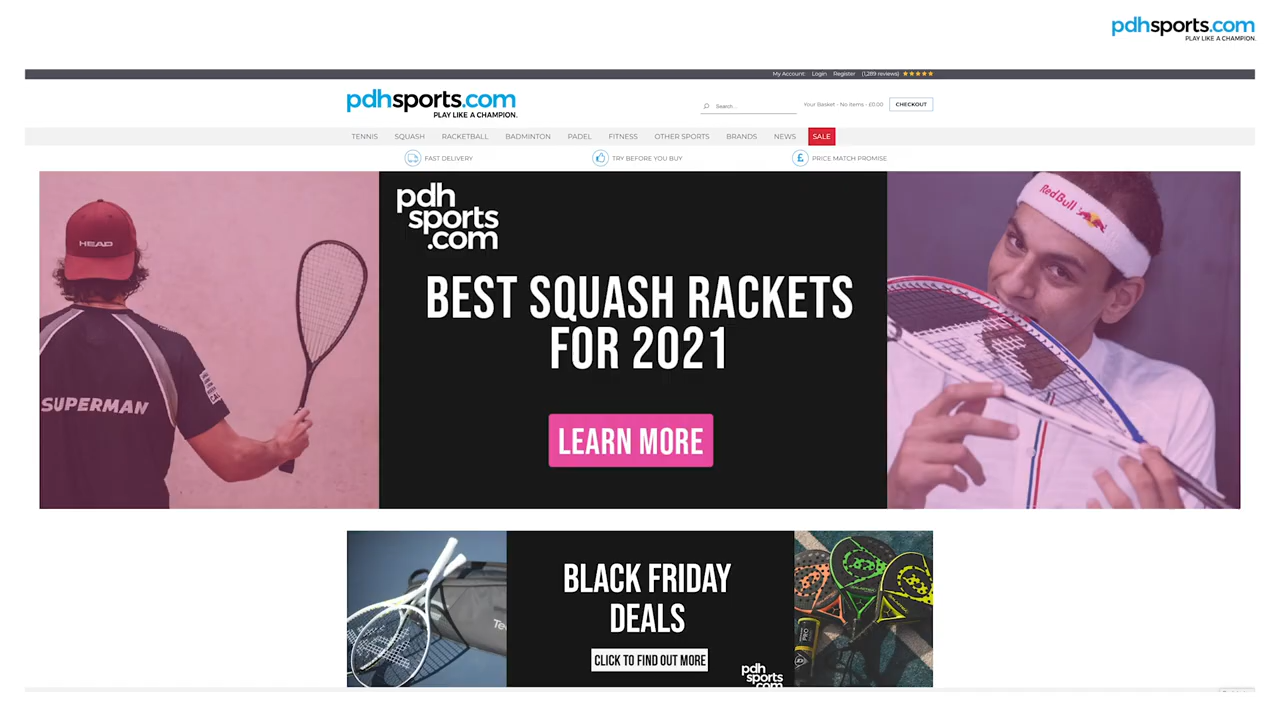 pdhsports.com
PLAY LIKE A CHAMPION.
My Account: Login Register (1,289 reviews)
pdhsports.com
PLAY LIKE A CHAMPION.
Search ...
Your Basket - No Items - £0.00
CHECKOUT
TENNIS SQUASH RACKETBALL BADMINTON PADEL FITNESS OTHER SPORTS BRANDS NEWS SALE
FAST DELIVERY
TRY BEFORE YOU BUY
£ PRICE MATCH PROMISE
HEAD
SUPERMAN
pdh
sports
.com
BEST SQUASH RACKETS
FOR 2021
LEARN MORE
RedBull
BLACK FRIDAY
DEALS
CLICK TO FIND OUT MORE
pdh
sports
.com
PRO